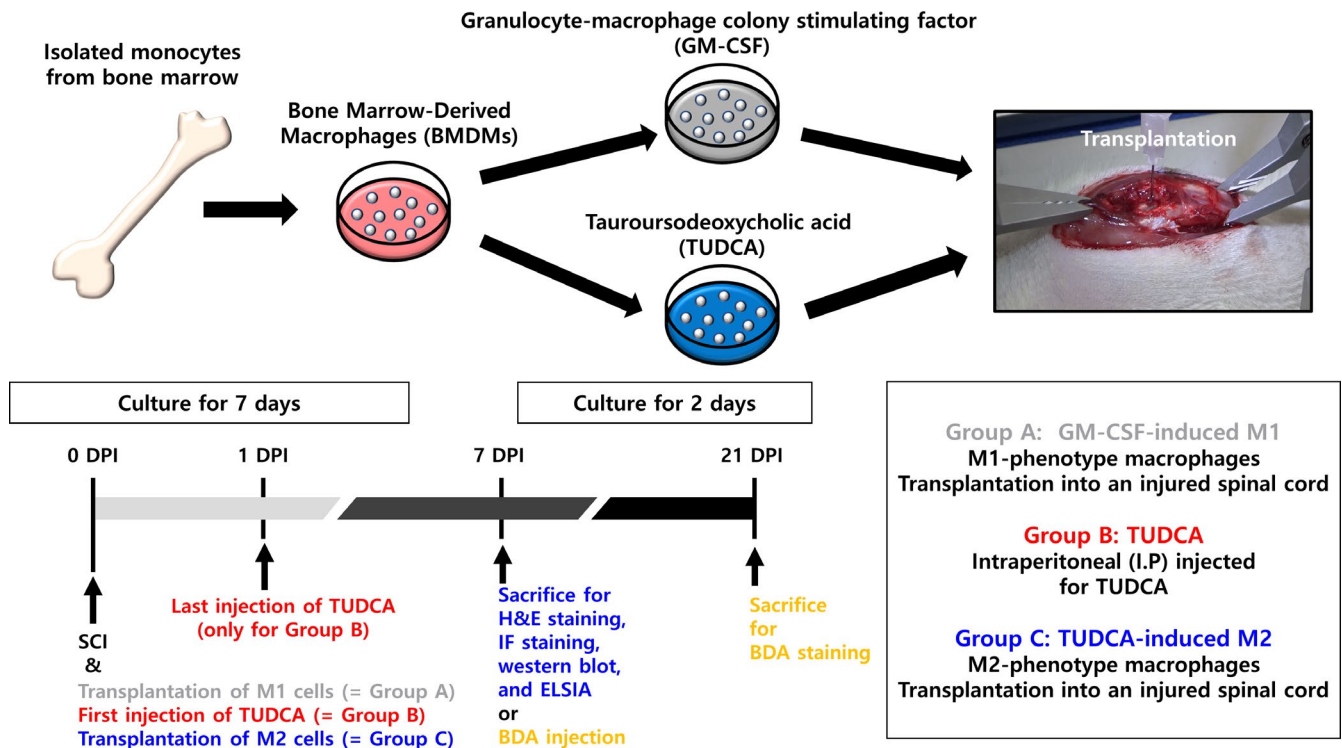 Granulocyte-macrophage colony stimulating factor
(GM-CSF)
Isolated monocytes
from bone marrow
Bone Marrow-Derived
Macrophages (BMDMs)
Transplantation
Tauroursodeoxycholic acid
(TUDCA)
Culture for 7 days
Culture for 2 days
0 DPI
1 DPI
7 DPI
21 DPI
SCI
&
Transplantation of M1 cells (= Group A)
First injection of TUDCA (= Group B)
Transplantation of M2 cells (= Group C)
Last injection of TUDCA
(only for Group B)
Sacrifice for
H&E staining,
IF staining,
western blot,
and ELSIA
or
BDA injection
Sacrifice
for
BDA staining
Group A: GM-CSF-induced M1
M1-phenotype macrophages
Transplantation into an injured spinal cord
Group B: TUDCA
Intraperitoneal (I.P) injected
for TUDCA
Group C: TUDCA-induced M2
M2-phenotype macrophages
Transplantation into an injured spinal cord